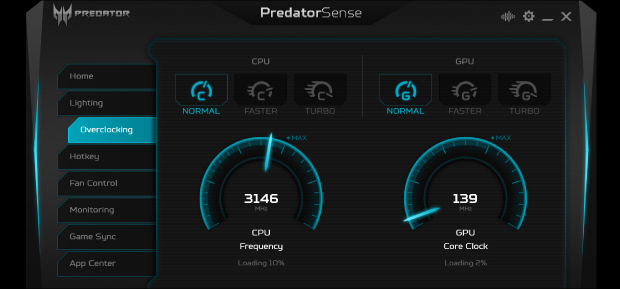 PREDATOR
PredatorSense
Home
Lighting
Overclocking
Hotkey
Fan Control
Monitoring
Game Sync
App Center
CPU
C
C
C
NORMAL
FASTER
TURBO
MAX
3146
MHz
CPU
Frequency
Loading 10%
GPU
G
G
G
NORMAL
FASTER
TURBO
MAX
139
MHz
GPU
Core Clock
Loading 2%